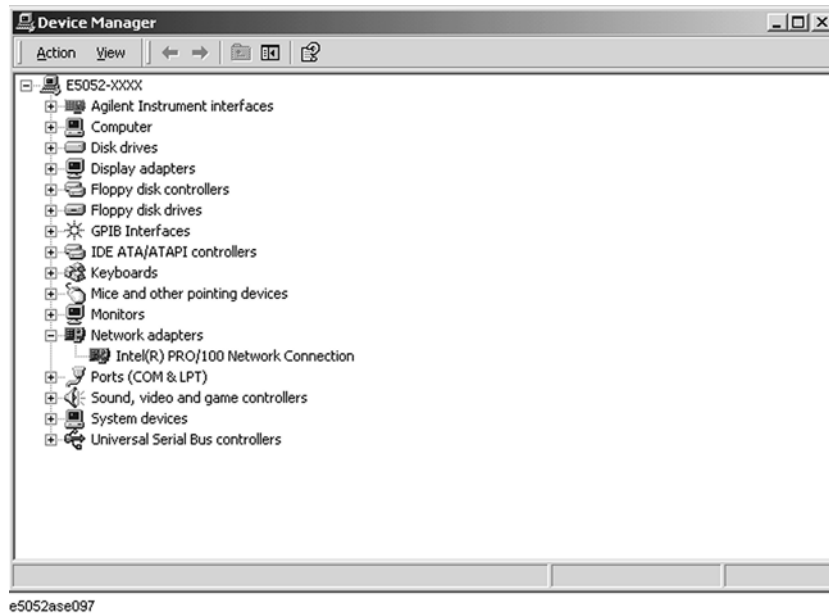 Device Manager
Action View
E5052-XXXX
Agilent Instrument interfaces
Computer
Disk drives
Display adapters
Floppy disk controllers
Floppy disk drives
GPIB Interfaces
IDE ATA/ATAPI controllers
Keyboards
Mice and other pointing devices
Monitors
Network adapters
Intel(R) PRO/100 Network Connection
Ports (COM & LPT)
Sound, video and game controllers
System devices
Universal Serial Bus controllers
e5052ase097